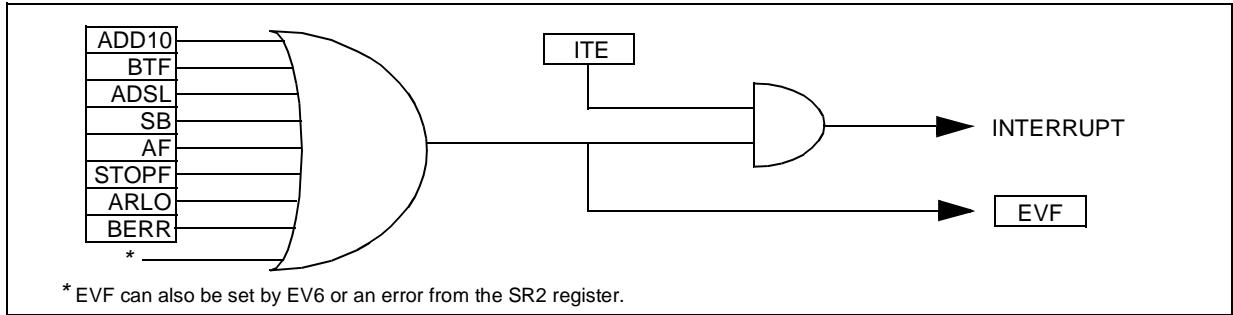 ADD10
BTF
ADSL
SB
AF
STOPF
ARLO
BERR
*
ITE
INTERRUPT
EVF
* EVF can also be set by EV6 or an error from the SR2 register.